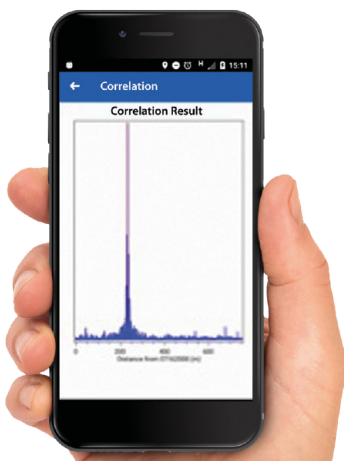 H 15:11
Correlation
Correlation Result
0 200 400 600
Distance from
(m)